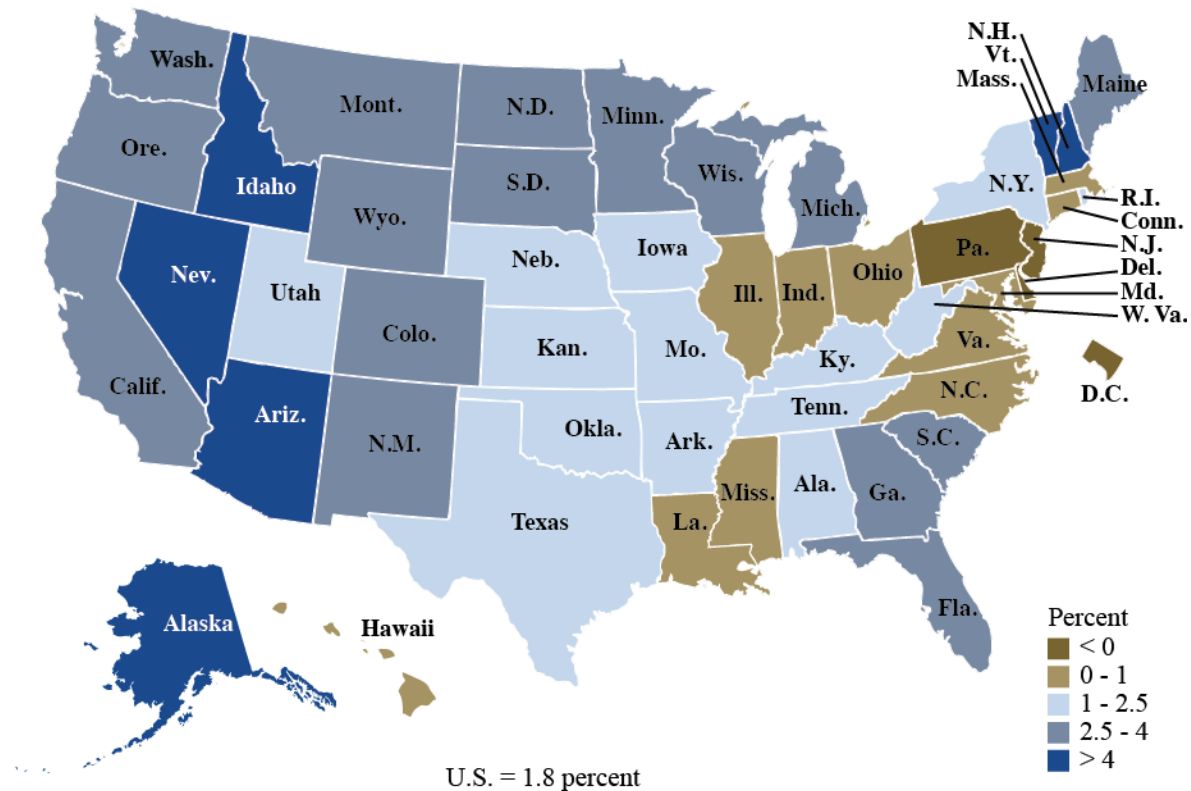 N.H.
Vt.
Mass.
Wash.
Mont.
N.D.
Minn.
Maine
Ore.
Idaho
S.D.
Wis.
Mich.
N.Y.
R.I.
Conn.
N.J.
Del.
Md.
W. Va.
Wyo.
Nev.
Utah
Neb.
Iowa
Pa.
Ill.
Ind.
Ohio
Colo.
Kan.
Mo.
Ky.
Va.
D.C.
Calif.
Ariz.
N.M.
Okla.
Ark.
Tenn.
N.C.
S.C.
Texas
La.
Miss.
Ala.
Ga.
Fla.
Alaska
Hawaii
Percent
< 0
0 - 1
1 - 2.5
2.5 - 4
> 4
U.S. = 1.8 percent